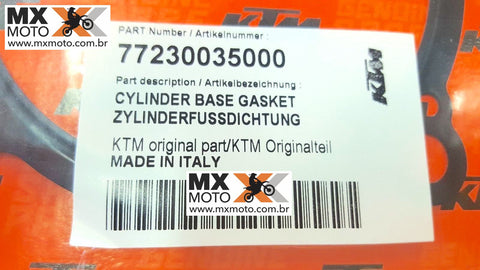 MX
MOTO
www.mxmoto.com.br
PART Number / Artikelnummer :
77230035000
KTM
Part description / Artikelbezeichnung :
CYLINDER BASE GASKET
ZYLINDERFUSSDICHTUNG
KTM original part/KTM Originalteil
MADE IN ITALY
MX
MOTO
www.mxmoto.com.br
KTM